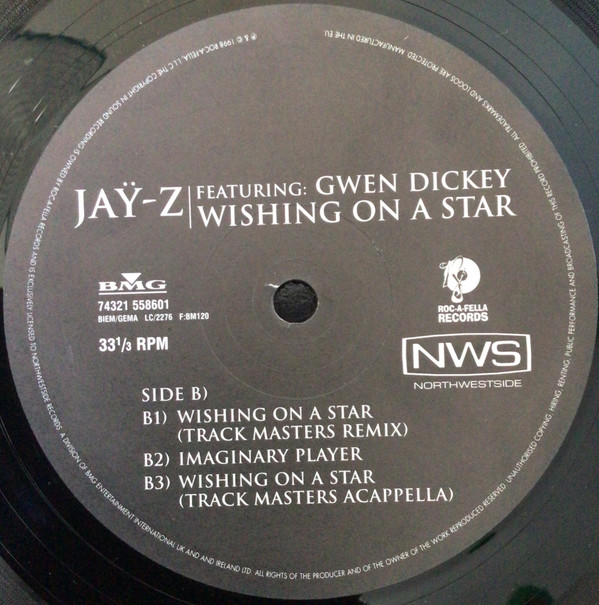 JAŸ-Z
FEATURING: GWEN DICKEY
WISHING ON A STAR
BMG
74321 558601
BIEM/GEMA LC/2276 F:BM120
33 1/3 RPM
R
ROC-A-FELLA
RECORDS
NWS
NORTHWESTSIDE
SIDE B)
B1) WISHING ON A STAR
(TRACK MASTERS REMIX)
B2) IMAGINARY PLAYER
B3) WISHING ON A STAR
(TRACK MASTERS ACAPPELLA)
℗ & © 1998 ROC-A-FELLA, LLC THE COPYRIGHT IN SOUND RECORDING IS OWNED BY ROC-A-FELLA RECORDS AND IS EXCLUSIVELY LICENSED TO NORTHWESTSIDE RECORDS. A DIVISION OF BMG ENTERTAINMENT INTERNATIONAL UK AND AND IRELAND LTD. ALL RIGHTS OF THE PRODUCER AND OF THE OWNER OF THE WORK REPRODUCED RESERVED. UNAUTHORISED COPYING, HIRING, RENTING, PUBLIC PERFORMANCE AND BROADCASTING OF THIS RECORD PROHIBITED. ALL TRADEMARKS AND LOGOS ARE PROTECTED. MANUFACTURED IN THE EU.